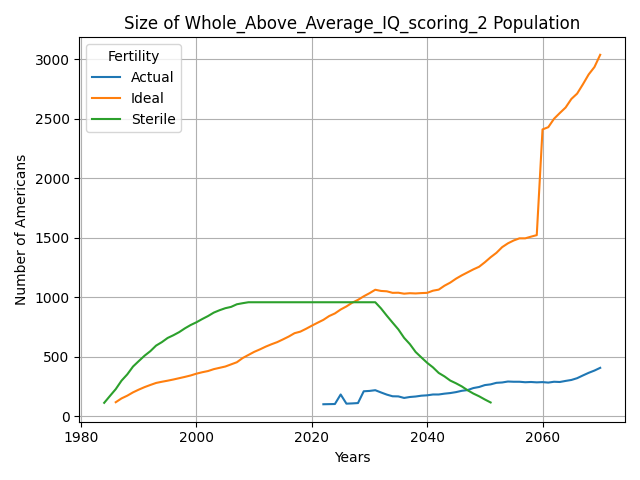 Size of Whole_Above_Average_IQ_scoring_2 Population
Fertility
Actual
Ideal
Sterile
Number of Americans
3000
2500
2000
1500
1000
500
0
1980
2000
2020
2040
2060
Years